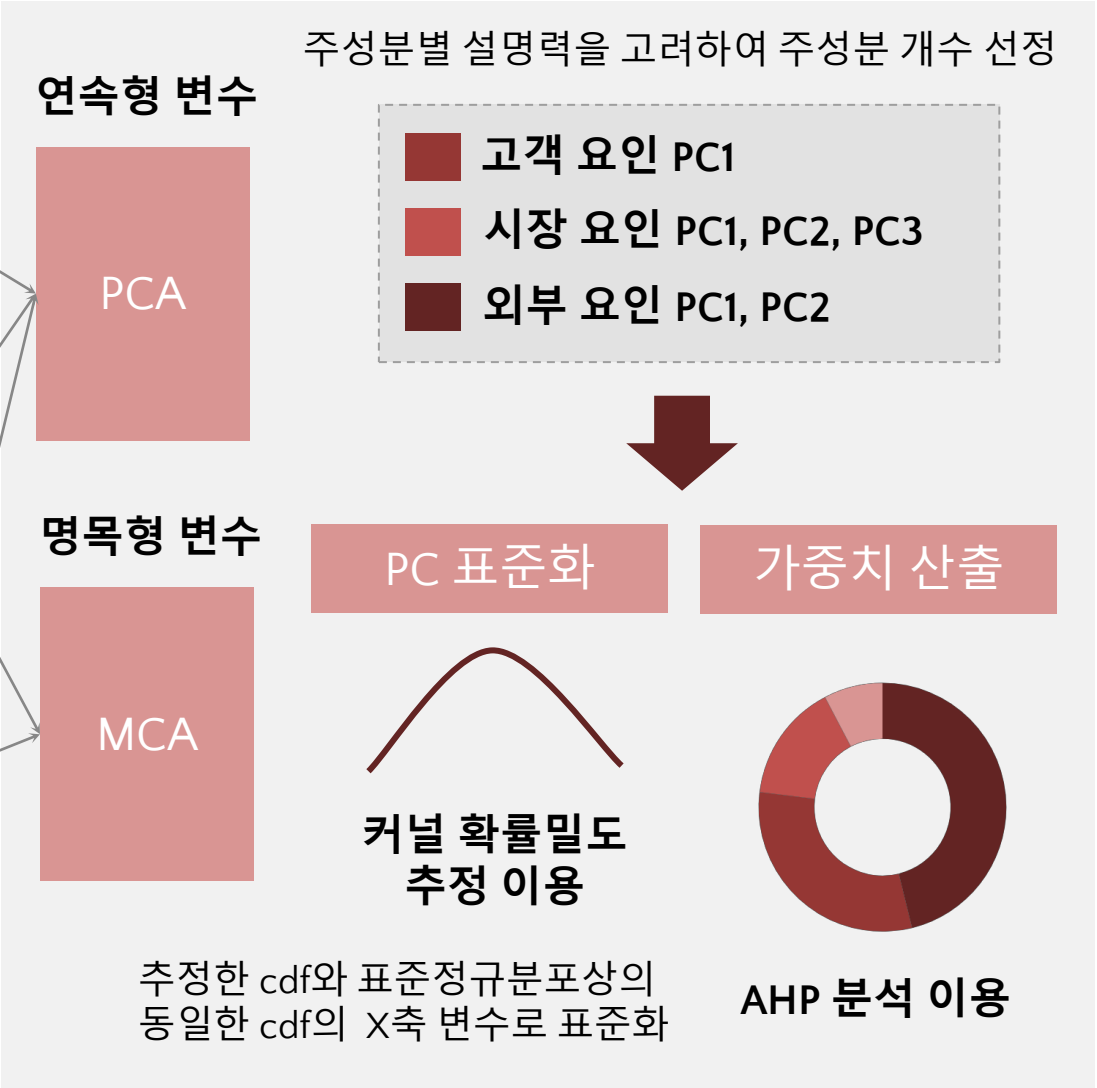 주성분별 설명력을 고려하여 주성분 개수 선정
연속형 변수
PCA
고객 요인 PC1
시장 요인 PC1, PC2, PC3
외부 요인 PC1, PC2
명목형 변수
MCA
PC 표준화
가중치 산출
커널 확률밀도
추정 이용
추정한 cdf와 표준정규분포상의
동일한 cdf의 X축 변수로 표준화
AHP 분석 이용